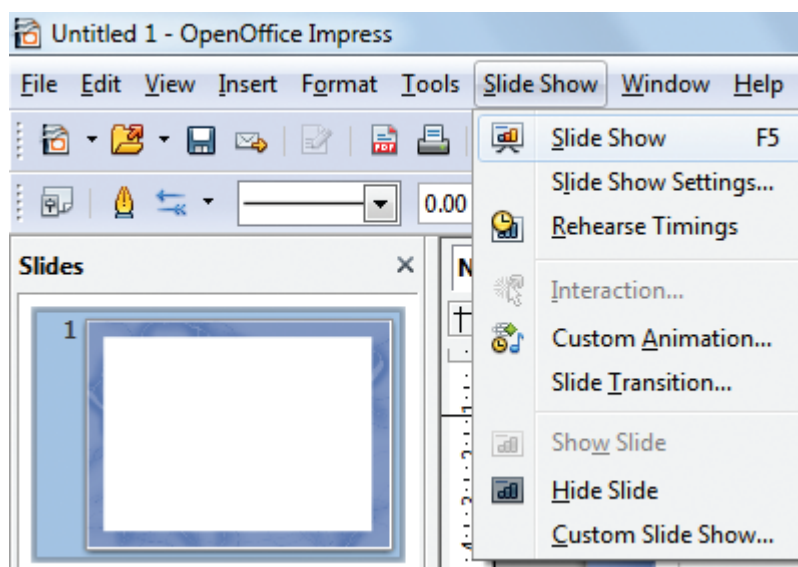 Untitled 1 - OpenOffice Impress
File Edit View Insert Format Tools Slide Show Window Help
PDF
0.00
Slides
N
1
Slide Show F5
Slide Show Settings...
Rehearse Timings
Interaction...
Custom Animation...
Slide Transition...
Show Slide
Hide Slide
Custom Slide Show...